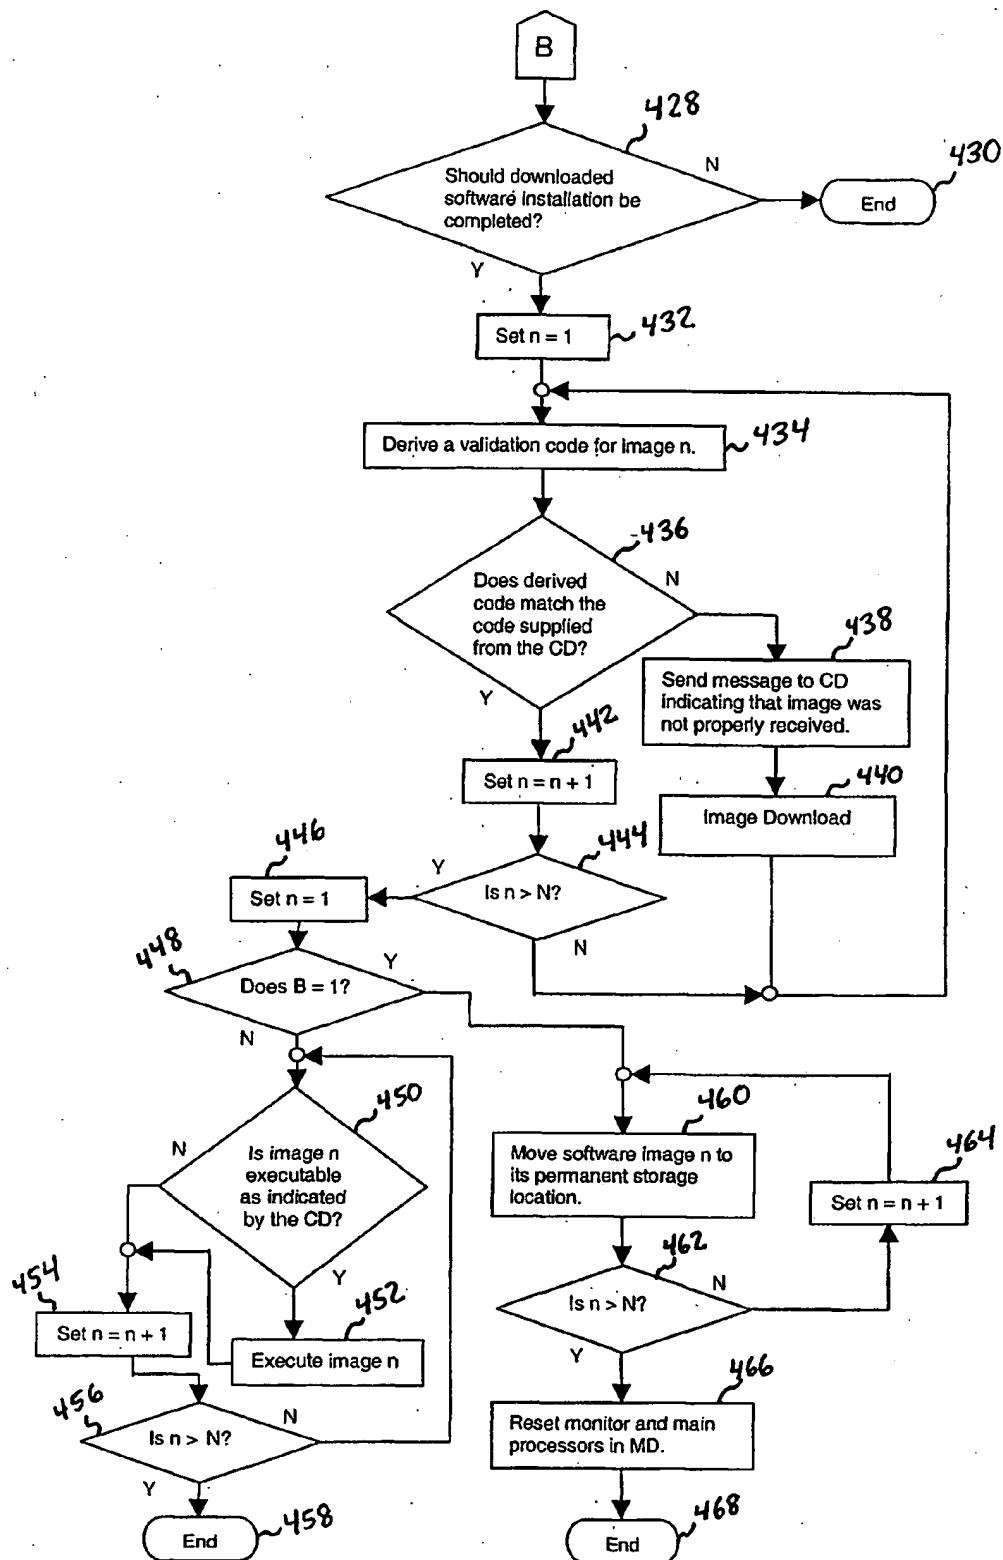 B
428
Should downloaded
software installation be
completed?
N
430
End
Y
Set n = 1
432
Derive a validation code for image n.
434
436
Does derived
code match the
code supplied
from the CD?
N
Y
438
Send message to CD
indicating that image was
not properly received.
442
Set n = n + 1
440
Image Download
444
Is n > N?
Y
N
446
Set n = 1
448
Does B = 1?
Y
N
450
Is image n
executable
as indicated
by the CD?
N
Y
452
Execute image n
454
Set n = n + 1
456
Is n > N?
N
Y
End
458
460
Move software image n to
its permanent storage
location.
464
Set n = n + 1
462
Is n > N?
N
Y
466
Reset monitor and main
processors in MD.
End
468